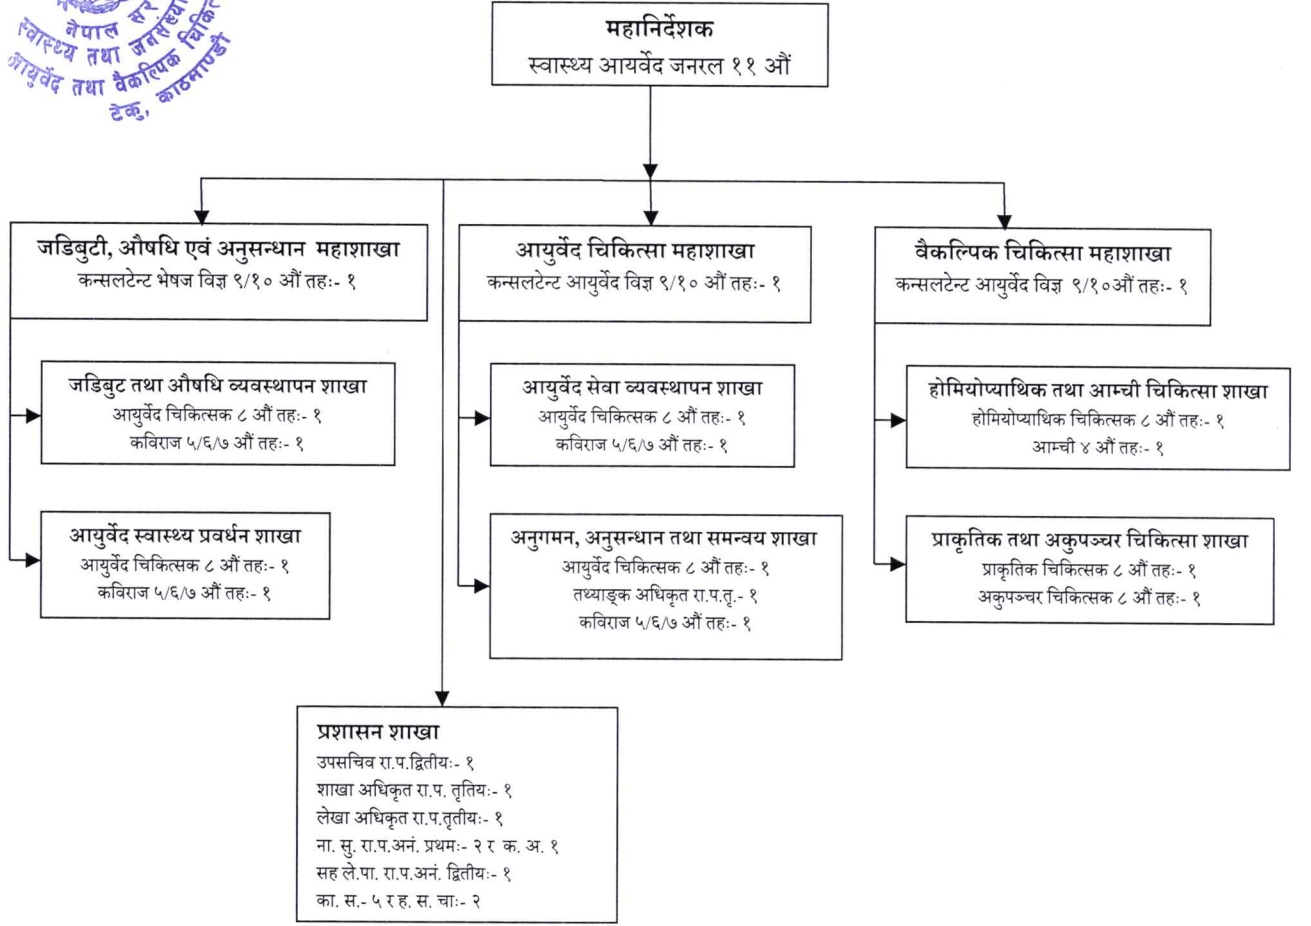 नेपाल सर
स्वास्थ्य तथा जनसंख्या
आयुर्वेद तथा वैकल्पिक चिकि
टेकु, काठमाण्डौ
महानिर्देशक
स्वास्थ्य आयर्वेद जनरल ११ औं
जडिबुटी, औषधि एवं अनुसन्धान महाशाखा
कन्सलटेन्ट भेषज विज्ञ ९/१० औं तहः- १
आयुर्वेद चिकित्सा महाशाखा
कन्सलटेन्ट आयुर्वेद विज्ञ ९/१० औं तहः- १
वैकल्पिक चिकित्सा महाशाखा
कन्सलटेन्ट आयुर्वेद विज्ञ ९/१०औं तहः- १
जडिबुट तथा औषधि व्यवस्थापन शाखा
आयुर्वेद चिकित्सक ८ औं तहः- १
कविराज ५/६/७ औं तहः- १
आयुर्वेद सेवा व्यवस्थापन शाखा
आयुर्वेद चिकित्सक ८ औं तहः- १
कविराज ५/६/७ औं तहः- १
होमियोप्याथिक तथा आम्ची चिकित्सा शाखा
होमियोप्याथिक चिकित्सक ८ औं तहः- १
आम्ची ४ औं तहः- १
आयुर्वेद स्वास्थ्य प्रवर्धन शाखा
आयुर्वेद चिकित्सक ८ औं तहः- १
कविराज ५/६/७ औं तहः- १
अनुगमन, अनुसन्धान तथा समन्वय शाखा
आयुर्वेद चिकित्सक ८ औं तहः- १
तथ्याङ्क अधिकृत रा.प.तृ.- १
कविराज ५/६/७ औं तहः- १
प्राकृतिक तथा अकुपञ्चर चिकित्सा शाखा
प्राकृतिक चिकित्सक ८ औं तहः- १
अकुपञ्चर चिकित्सक ८ औं तहः- १
प्रशासन शाखा
उपसचिव रा.प.द्वितीयः- १
शाखा अधिकृत रा.प. तृतियः- १
लेखा अधिकृत रा.प.तृतीयः- १
ना. सु. रा.प.अनं. प्रथमः- २ र क. अ. १
सह ले.पा. रा.प.अनं. द्वितीयः- १
का. स.- ५ र ह. स. चाः- २